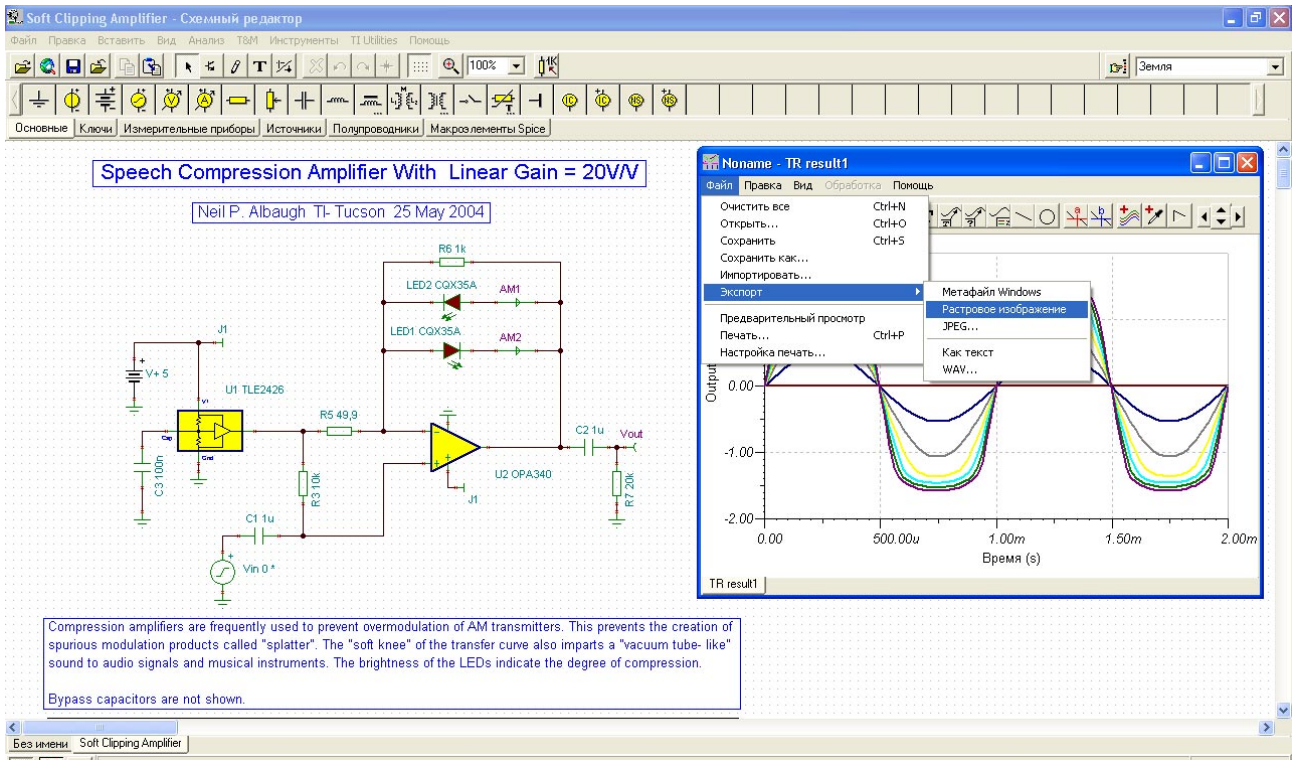 Soft Clipping Amplifier - Схемный редактор
Файл Правка Вставить Вид Анализ T&M Инструменты TI Utilities Помощь
100%
Земля
Основные Ключи Измерительные приборы Источники Полупроводники Макроэлементы Spice
Speech Compression Amplifier With Linear Gain = 20V/V
Neil P. Albaugh TI- Tucson 25 May 2004
R6 1k
LED2 CQX35A
AM1
LED1 CQX35A
AM2
J1
V+ 5
U1 TLE2426
R5 49,9
C2 1u
Vout
C3 100n
R3 10k
U2 OPA340
J1
R7 20k
C1 1u
Vin 0 *
Compression amplifiers are frequently used to prevent overmodulation of AM transmitters. This prevents the creation of
spurious modulation products called "splatter". The "soft knee" of the transfer curve also imparts a "vacuum tube- like"
sound to audio signals and musical instruments. The brightness of the LEDs indicate the degree of compression.
Bypass capacitors are not shown.
Noname - TR result1
Файл Правка Вид Обработка Помощь
Очистить все Ctrl+N
Открыть... Ctrl+O
Сохранить Ctrl+S
Сохранить как...
Импортировать...
Экспорт
Предварительный просмотр
Печать... Ctrl+P
Настройка печать...
Метафайл Windows
Растровое изображение
JPEG...
Как текст
WAV...
Output
0.00
-1.00
-2.00
0.00 500.00u 1.00m 1.50m 2.00m
Время (s)
TR result1
Без имени Soft Clipping Amplifier